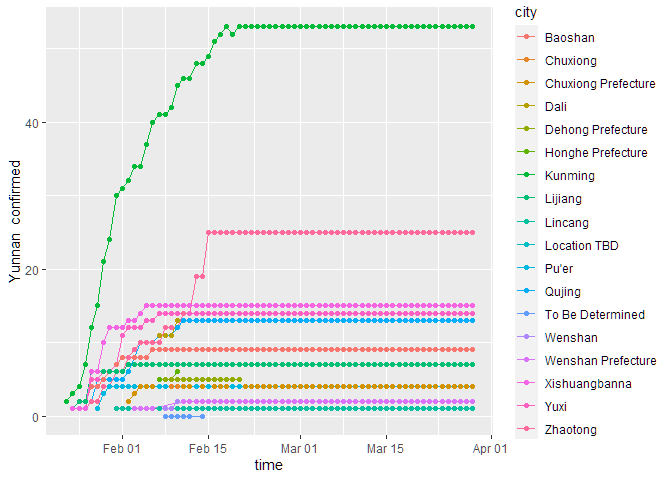 city
Baoshan
Chuxiong
Chuxiong Prefecture
Dali
Dehong Prefecture
Honghe Prefecture
Kunming
Lijiang
Lincang
Location TBD
Pu'er
Qujing
To Be Determined
Wenshan
Wenshan Prefecture
Xishuangbanna
Yuxi
Zhaotong
Yunnan confirmed
40
20
0
Feb 01 Feb 15 Mar 01 Mar 15 Apr 01
time